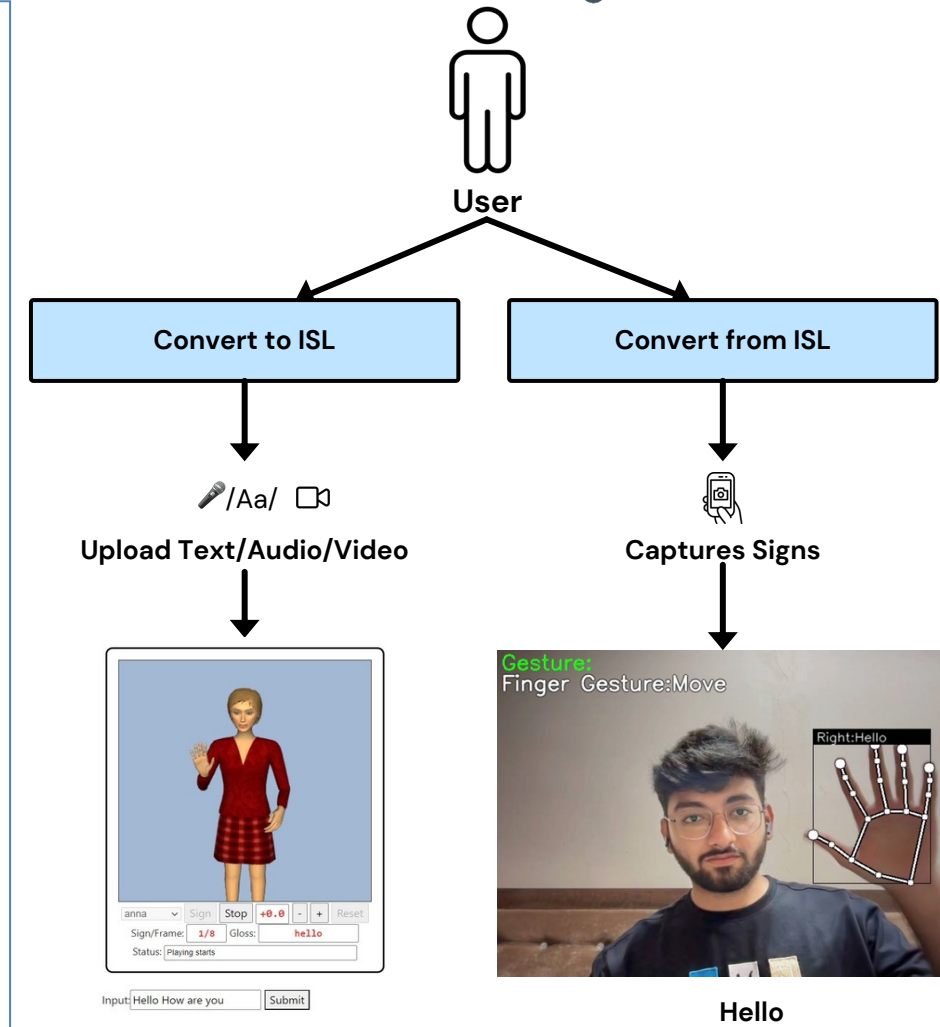 User
Convert to ISL
Convert from ISL
/Aa/
Upload Text/Audio/Video
Captures Signs
anna Sign Stop +0.0 - + Reset
Sign/Frame: 1/8 Gloss: hello
Status: Playing starts
Input: Hello How are you Submit
Gesture:
Finger Gesture:Move
Right:Hello
Hello